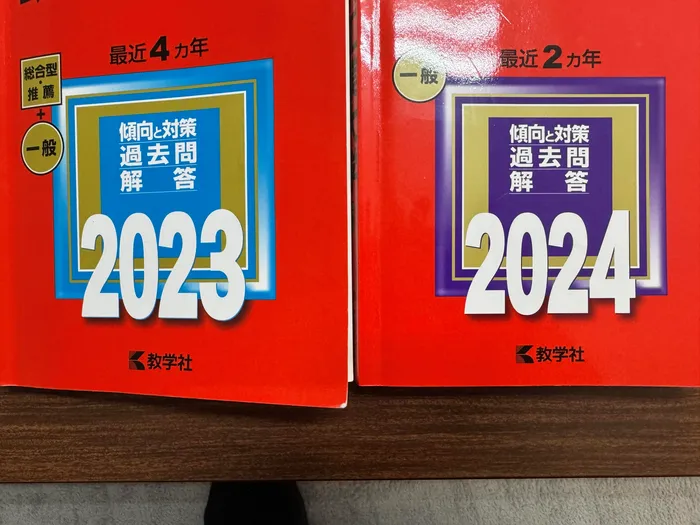 最近4カ年
総合型
・
推薦
+
一般
傾向と対策
過去問
解答
2023
教学社
最近2カ年
一般
傾向と対策
過去問
解答
2024
教学社